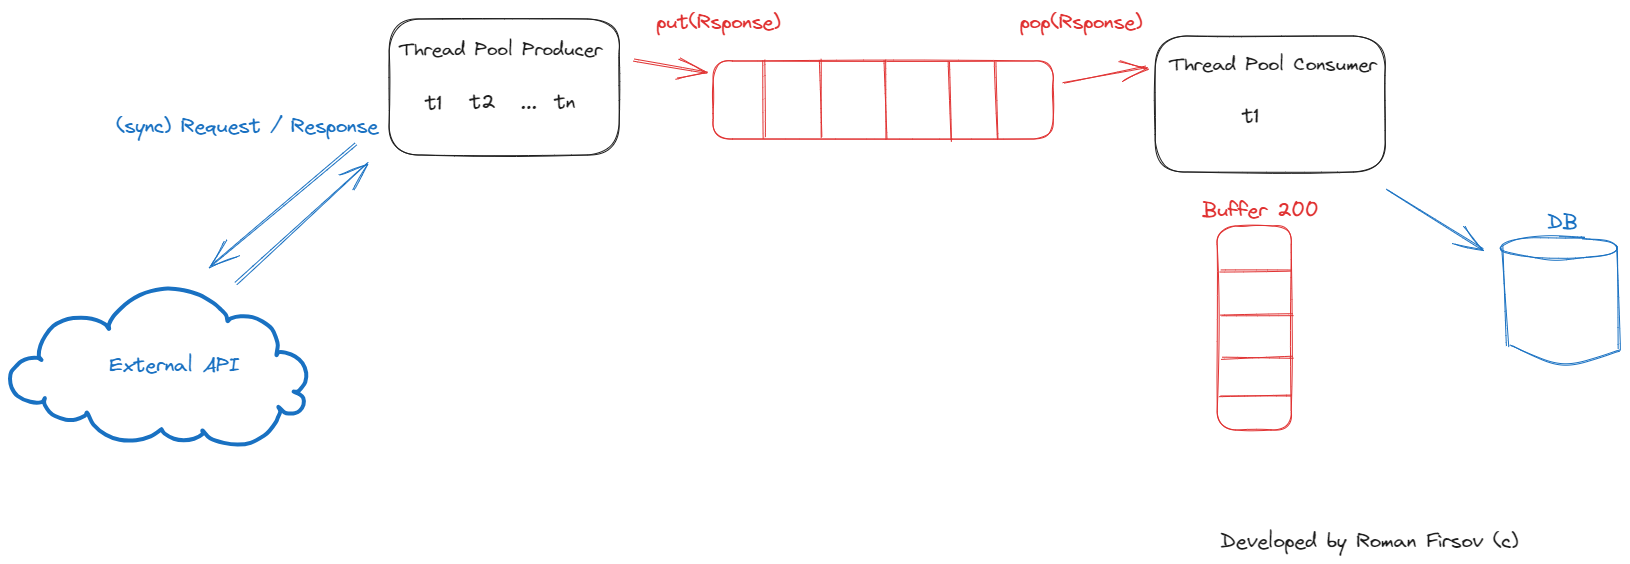 put(Rsponse)
pop(Rsponse)
Thread Pool Producer
t1 t2 ... tn
Thread Pool Consumer
t1
(sync) Request / Response
Buffer 200
DB
External API
Developed by Roman Firsov (c)